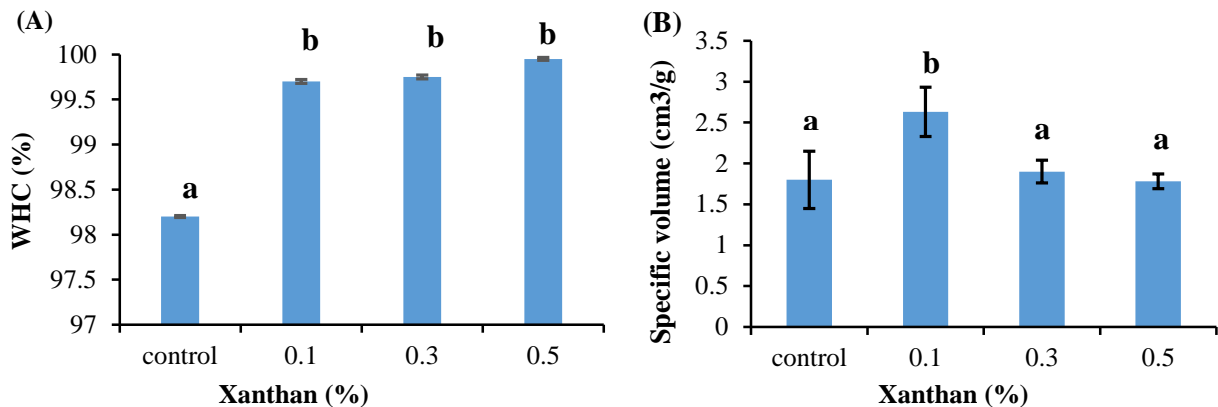 (A)
WHC (%)
100
99.5
99
98.5
98
97.5
97
a
b
b
b
control
0.1
0.3
0.5
Xanthan (%)
(B)
Specific volume (cm3/g)
3.5
3
2.5
2
1.5
1
0.5
0
a
b
a
a
control
0.1
0.3
0.5
Xanthan (%)